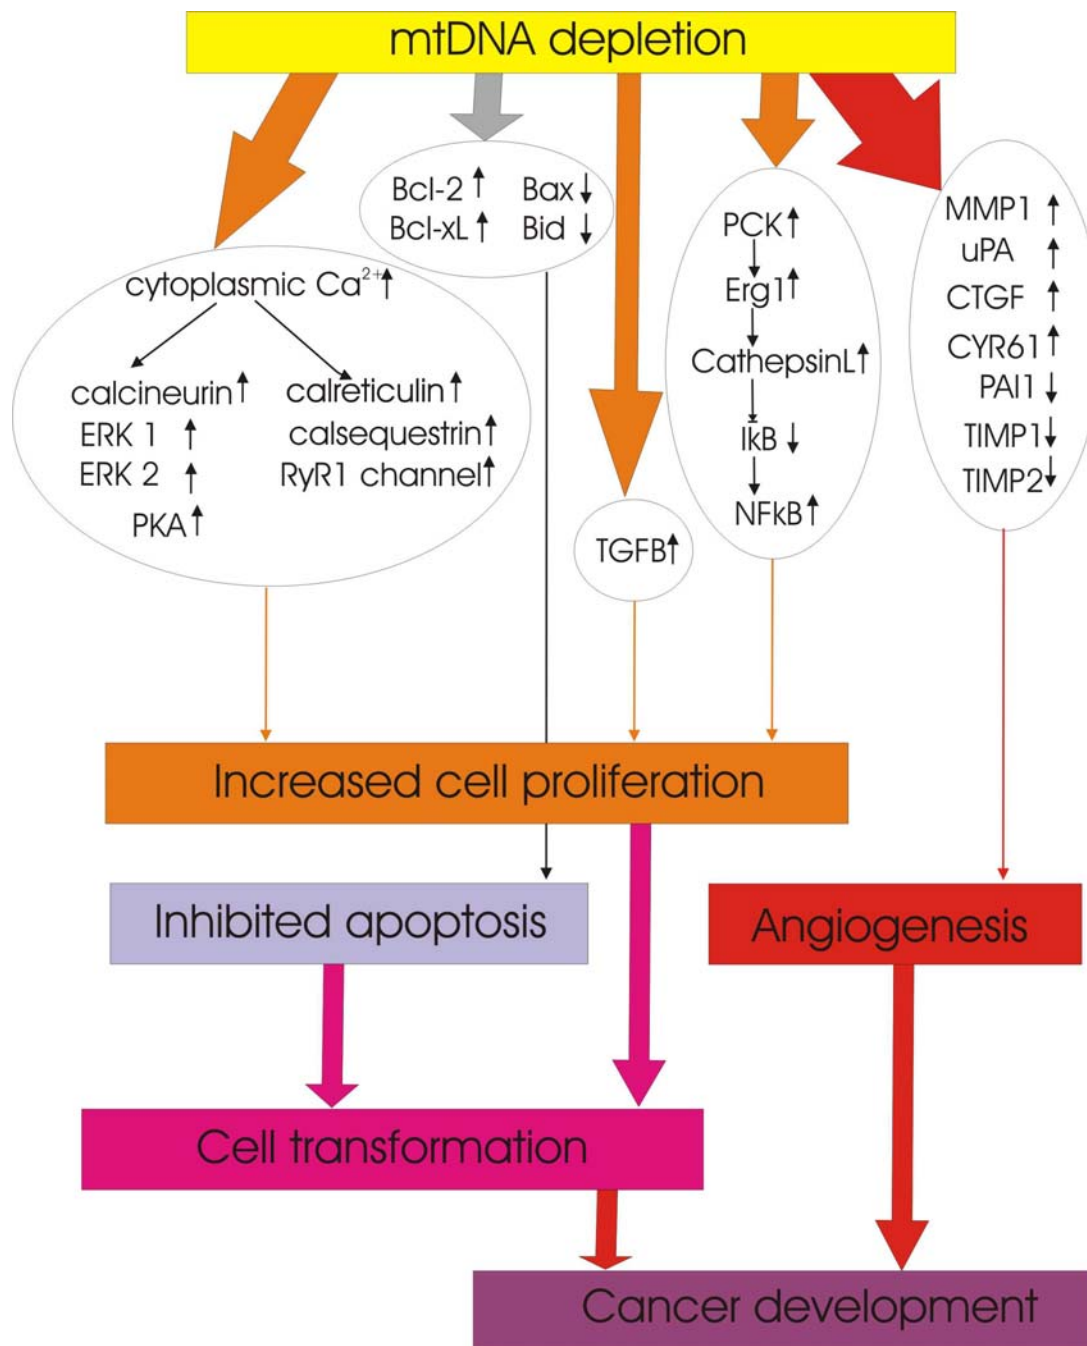 mtDNA depletion
Bcl-2↑ Bax↓
Bcl-xL↑ Bid↓
cytoplasmic Ca²⁺↑
calcineurin↑ calreticulin↑
ERK 1 ↑ calsequestrin↑
ERK 2 ↑ RyR1 channel↑
PKA↑
TGFB↑
PCK↑
Erg1↑
CathepsinL↑
IkB↓
NFkB↑
MMP1 ↑
uPA ↑
CTGF ↑
CYR61↑
PAI1↓
TIMP1↓
TIMP2↓
Increased cell proliferation
Inhibited apoptosis
Angiogenesis
Cell transformation
Cancer development